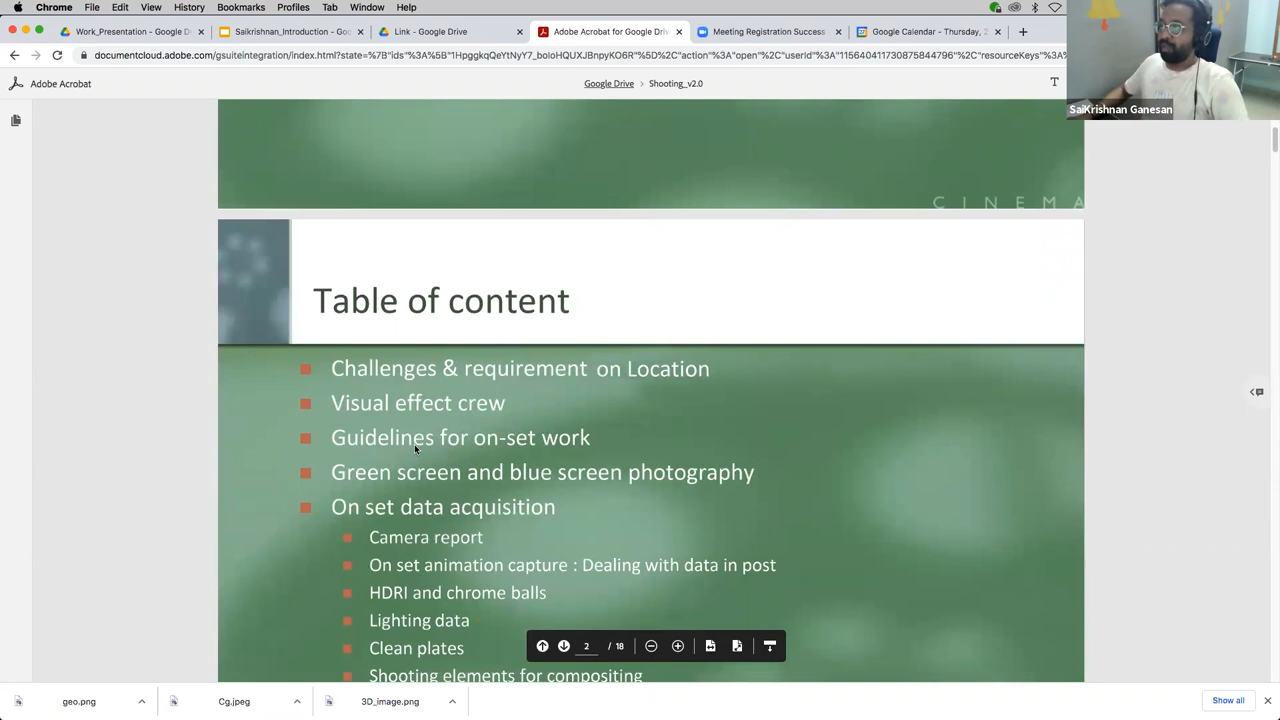 Chrome File Edit View History Bookmarks Profiles Tab Window Help
Work_Presentation - Google D
Saikrishnan_Introduction - Goo
Link - Google Drive
Adobe Acrobat for Google Driv
Meeting Registration Success
Google Calendar - Thursday, 2
Adobe Acrobat
Google Drive > Shooting_v2.0
SaiKrishnan Ganesan
CINEMA
Table of content
Challenges & requirement on Location
Visual effect crew
Guidelines for on-set work
Green screen and blue screen photography
On set data acquisition
Camera report
On set animation capture : Dealing with data in post
HDRI and chrome balls
Lighting data
Clean plates
Shooting elements for compositing
2 / 18
geo.png
Cg.jpeg
3D_image.png
Show all